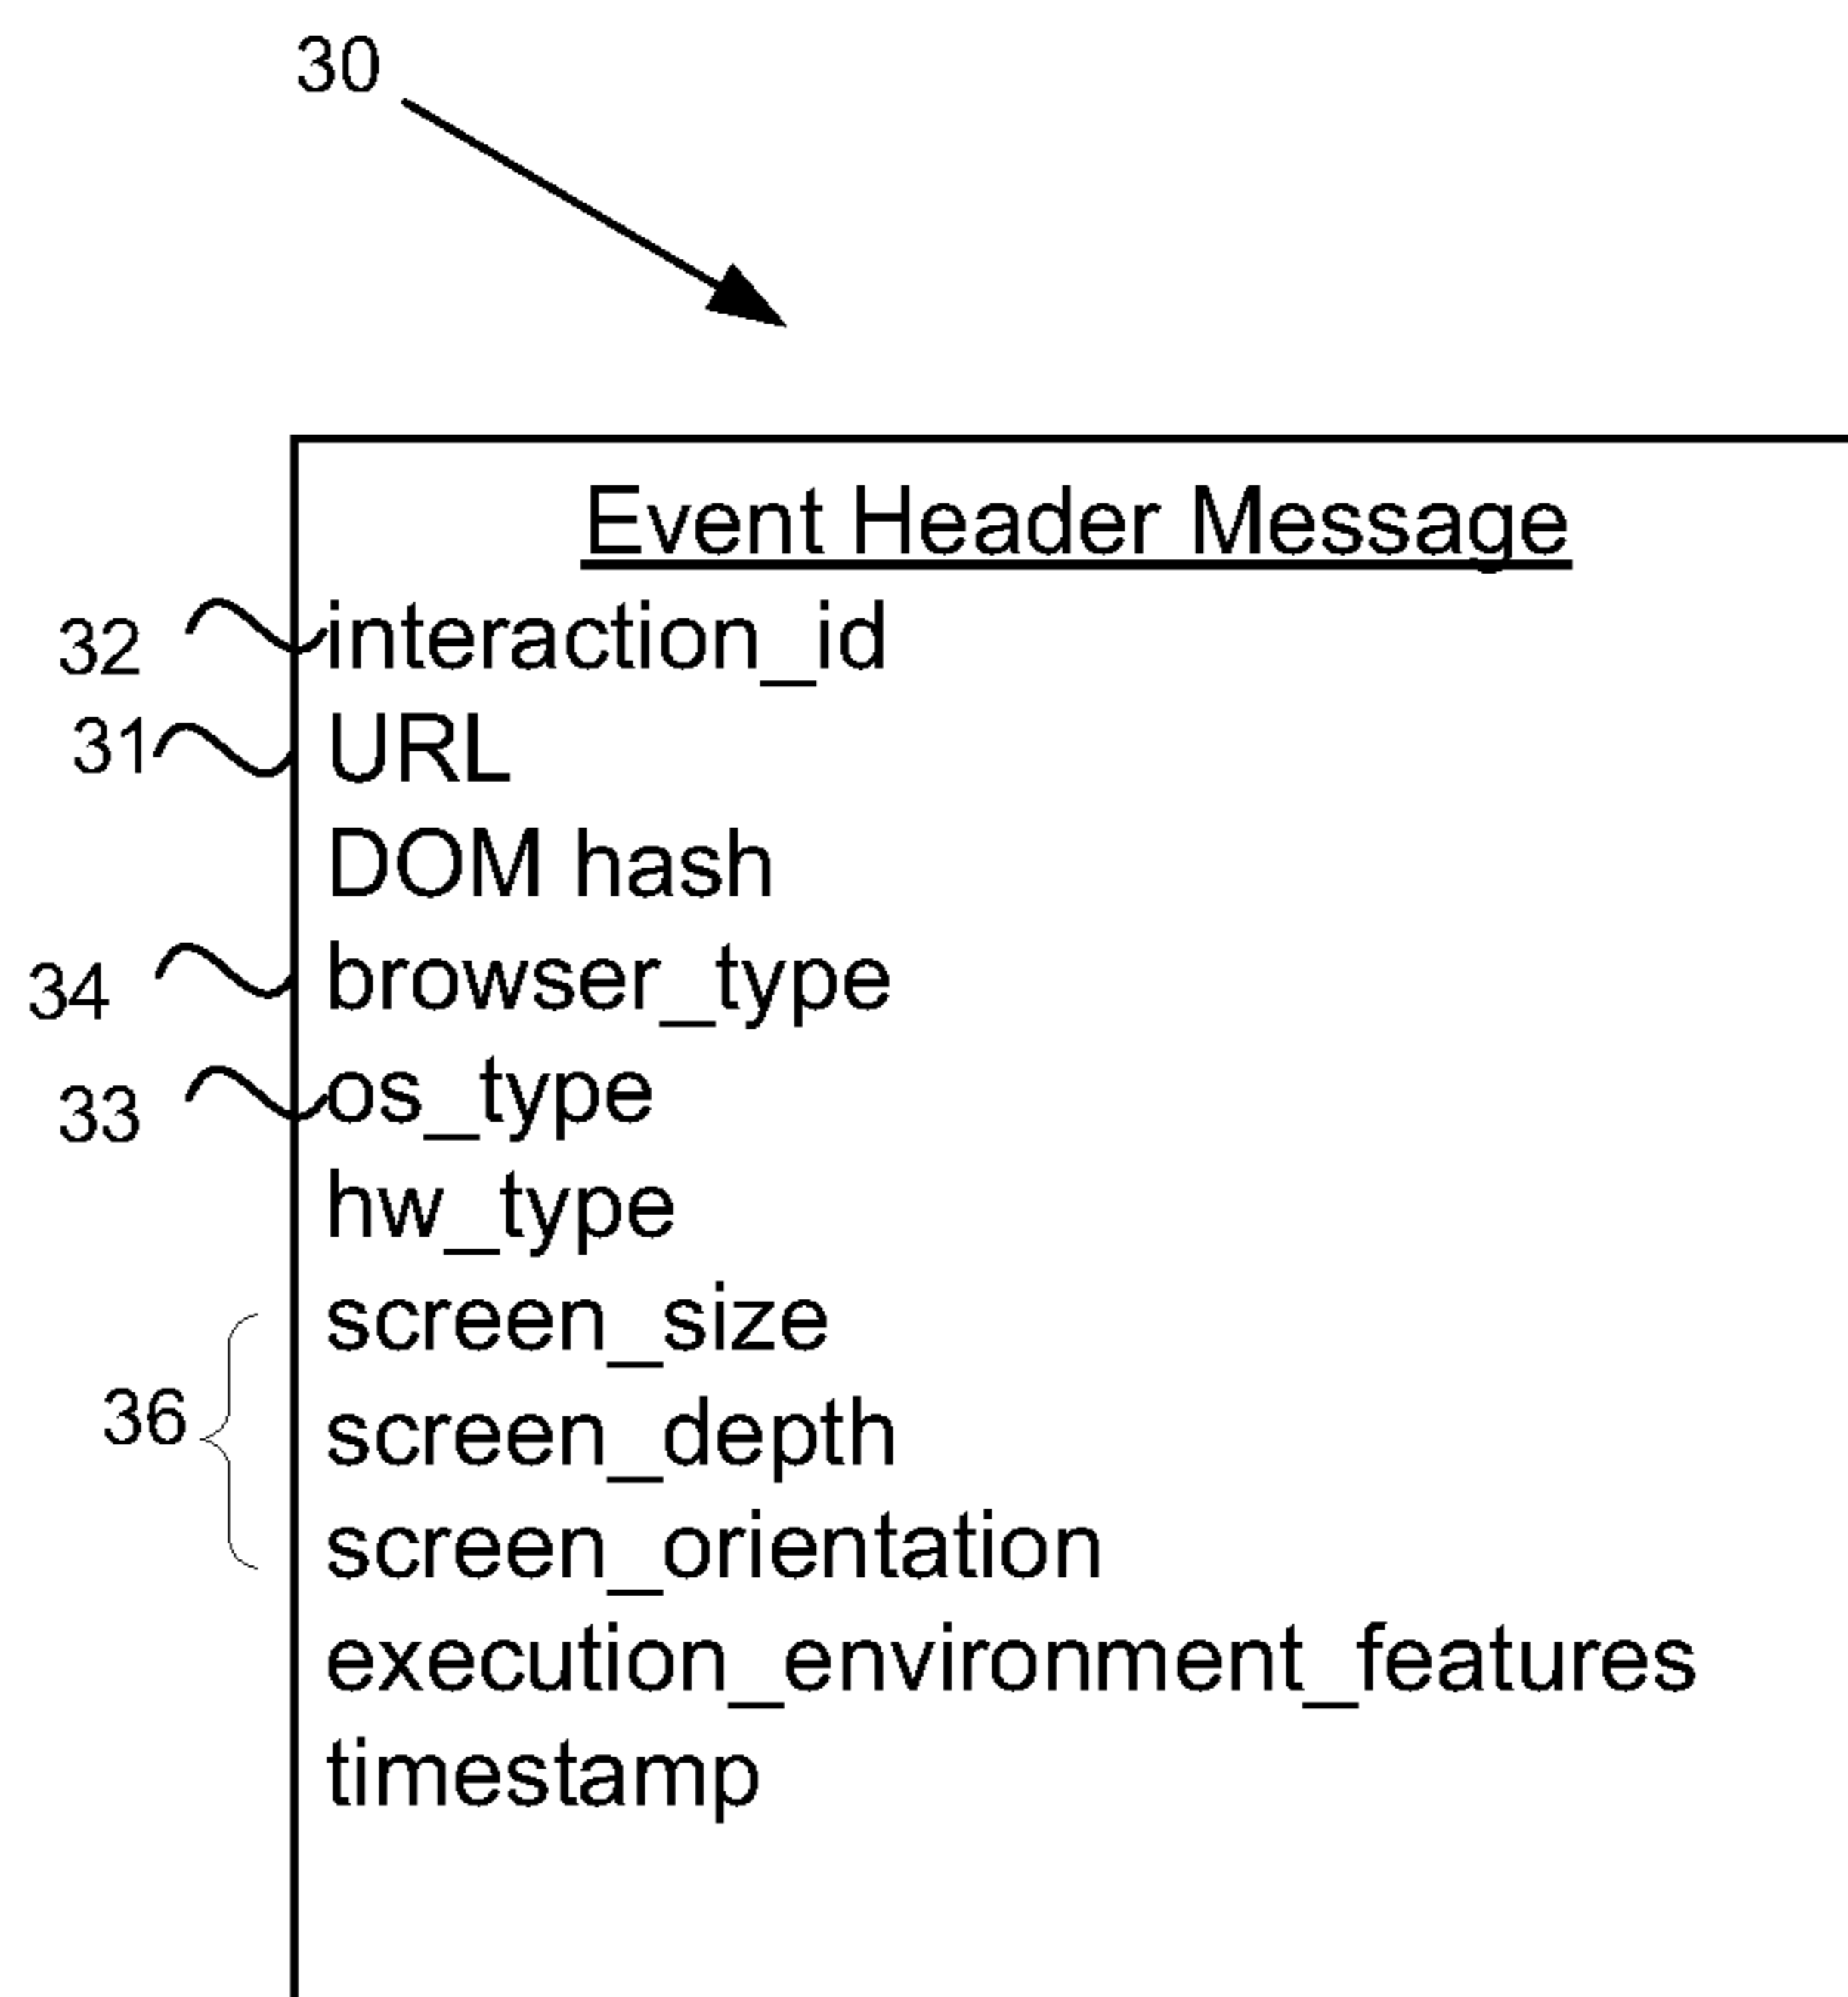 30
Event Header Message
32 interaction_id
31 URL
DOM hash
34 browser_type
33 os_type
hw_type
screen_size
36 screen_depth
screen_orientation
execution_environment_features
timestamp